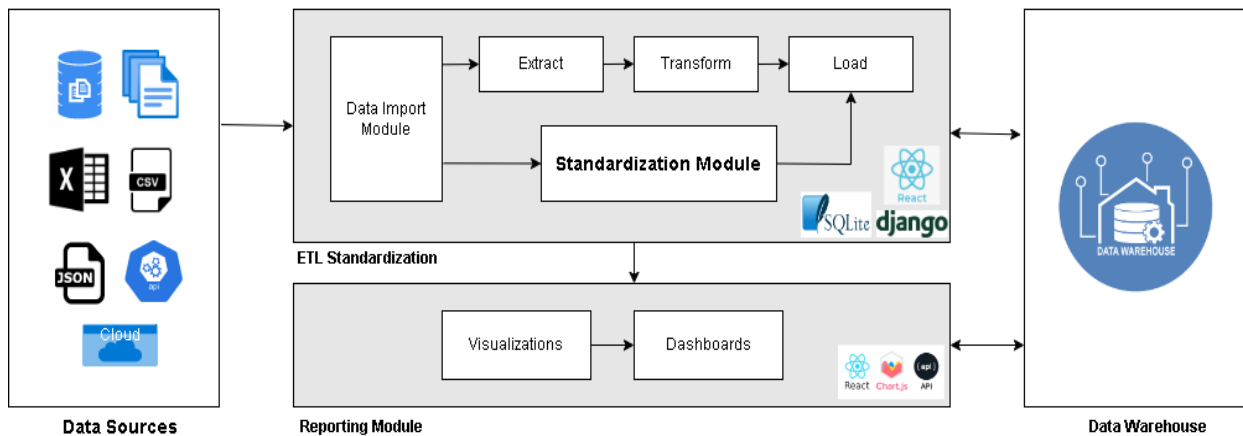 X
CSV
JSON
api
Cloud
Data Sources
Data Import
Module
Extract
Transform
Load
Standardization Module
React
SQLite
django
ETL Standardization
Visualizations
Dashboards
React
Chart.js
{api}
API
Reporting Module
DATA WAREHOUSE
Data Warehouse